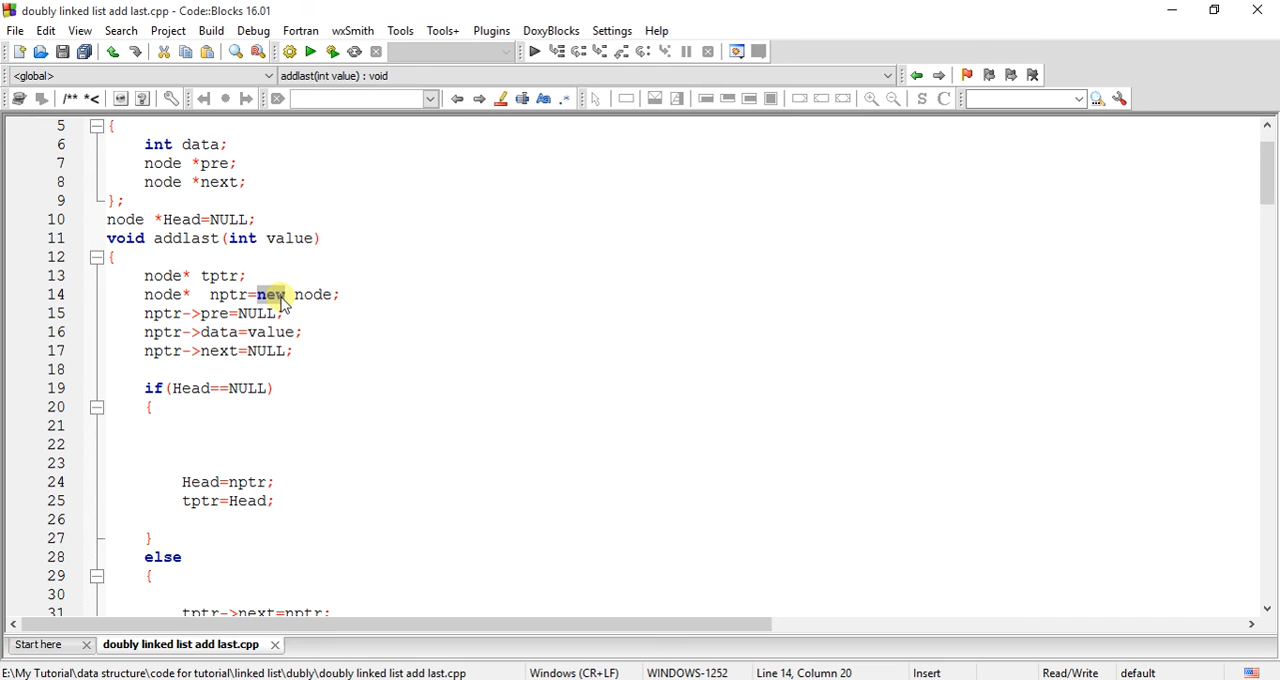 doubly linked list add last.cpp - Code::Blocks 16.01
File Edit View Search Project Build Debug Fortran wxSmith Tools Tools+ Plugins DoxyBlocks Settings Help
<global> addlast(int value) : void
/** *< S C
5 {
6 int data;
7 node *pre;
8 node *next;
9 };
10 node *Head=NULL;
11 void addlast(int value)
12 {
13 node* tptr;
14 node*  nptr=new node;
15 nptr->pre=NULL;
16 nptr->data=value;
17 nptr->next=NULL;
18
19 if(Head==NULL)
20 {
21
22
23
24 Head=nptr;
25 tptr=Head;
26
27 }
28 else
29 {
30
31 tptr->next=nptr;
Start here doubly linked list add last.cpp
E:\My Tutorial\data structure\code for tutorial\linked list\dubly\doubly linked list add last.cpp Windows (CR+LF) WINDOWS-1252 Line 14, Column 20 Insert Read/Write default